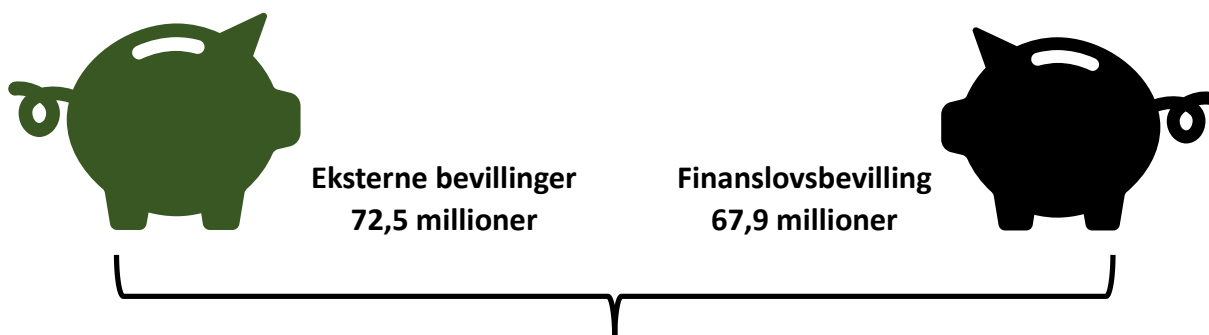 Eksterne bevillinger
72,5 millioner
Finanslovsbevilling
67,9 millioner